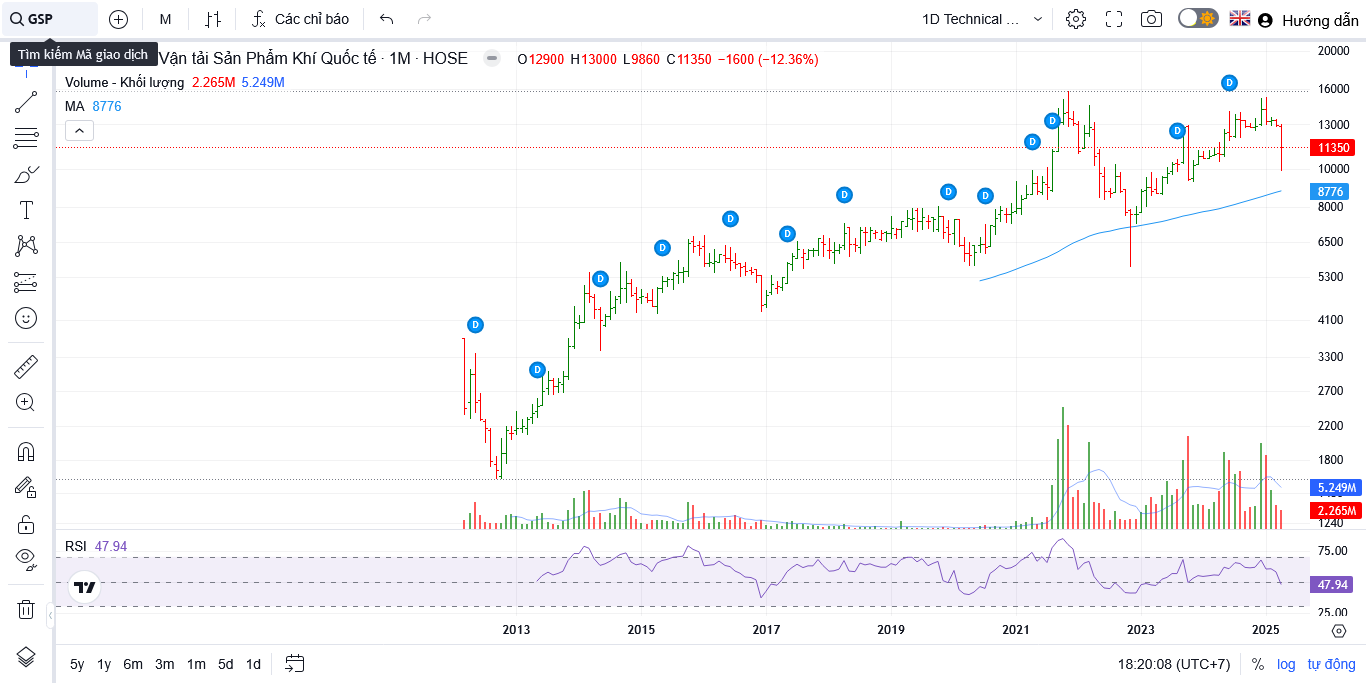 GSP
M
Các chỉ báo
1D Technical ...
Hướng dẫn
Tìm kiếm Mã giao dịch
Vận tải Sản Phẩm Khí Quốc tế · 1M · HOSE
O12900 H13000 L9860 C11350 −1600 (−12.36%)
Volume - Khối lượng 2.265M 5.249M
MA 8776
20000
16000
13000
11350
10000
8776
8000
6500
5300
4100
3300
2700
2200
1800
5.249M
2.265M
1240
D
D
D
D
D
D
D
D
D
D
D
D
D
RSI 47.94
75.00
47.94
25.00
2013 2015 2017 2019 2021 2023 2025
5y 1y 6m 3m 1m 5d 1d
18:20:08 (UTC+7) % log tự động